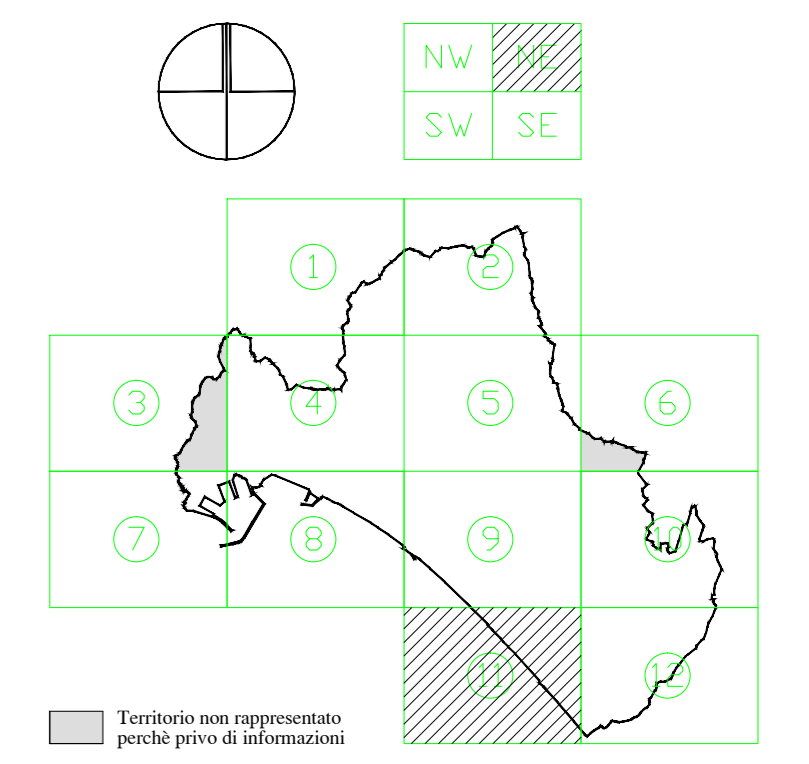 NW NE
SW SE
1 2
3 4 5 6
7 8 9 10
11 12
Territorio non rappresentato
perchè privo di informazioni